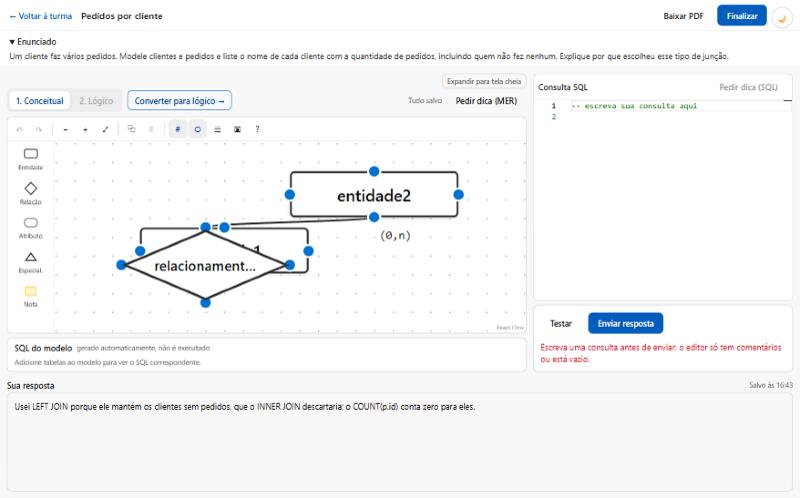 ← Voltar à turma
Pedidos por cliente
Baixar PDF
Finalizar
▼ Enunciado
Um cliente faz vários pedidos. Modele clientes e pedidos e liste o nome de cada cliente com a quantidade de pedidos, incluindo quem não fez nenhum. Explique por que escolheu esse tipo de junção.
Expandir para tela cheia
1. Conceitual
2. Lógico
Converter para lógico →
Tudo salvo
Pedir dica (MER)
Entidade
Relação
Atributo
Especial.
Nota
entidade2
(0,n)
relacionament...
React Flow
SQL do modelo gerado automaticamente, não é executado
Adicione tabelas ao modelo para ver o SQL correspondente.
Consulta SQL
Pedir dica (SQL)
1 -- escreva sua consulta aqui
2
Testar
Enviar resposta
Escreva uma consulta antes de enviar: o editor só tem comentários
ou está vazio.
Sua resposta
Salvo às 16:43
Usei LEFT JOIN porque ele mantém os clientes sem pedidos, que o INNER JOIN descartaria; o COUNT(p.id) conta zero para eles.